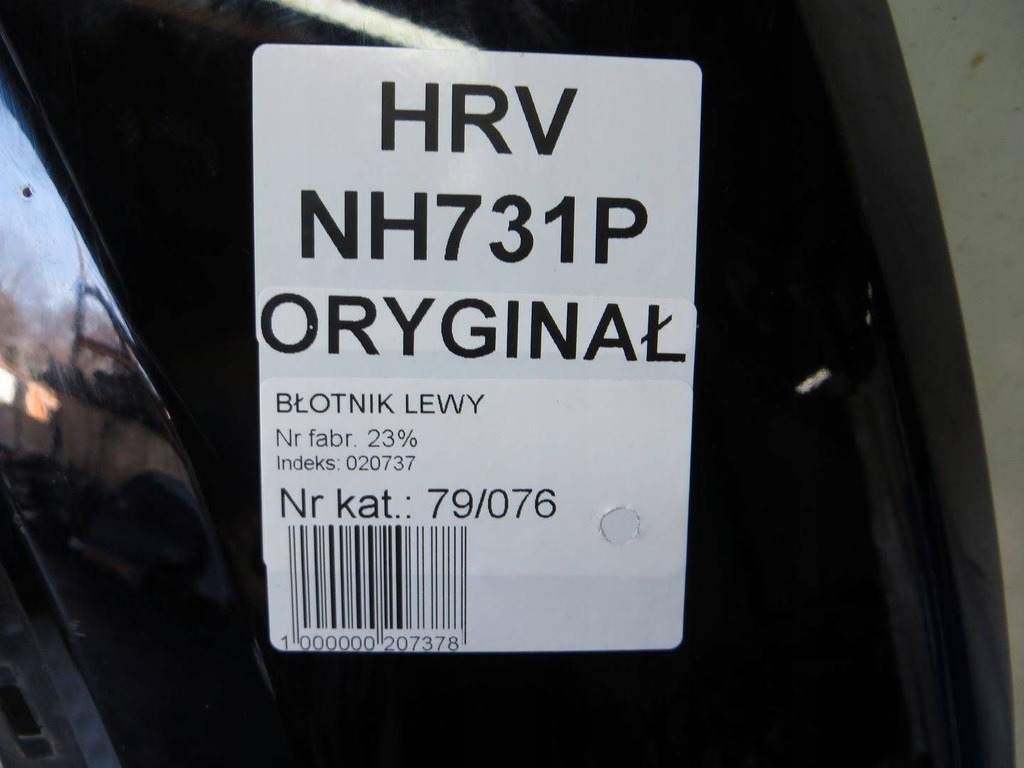 HRV
NH731P
ORYGINAŁ
BŁOTNIK LEWY
Nr fabr. 23%
Indeks: 020737
Nr kat.: 79/076
1 000000 207378